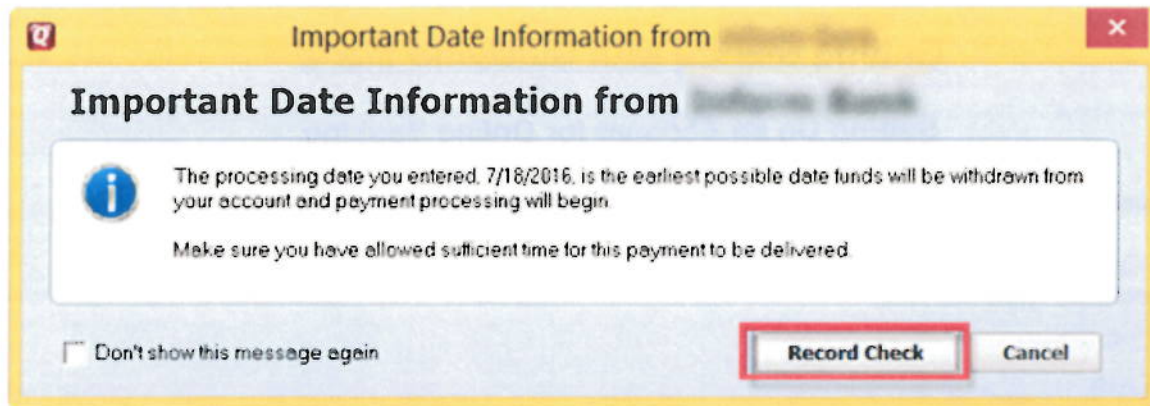 Important Date Information from
Important Date Information from
The processing date you entered, 7/18/2016, is the earliest possible date funds will be withdrawn from
your account and payment processing will begin.
Make sure you have allowed sufficient time for this payment to be delivered.
Don't show this message again
Record Check
Cancel